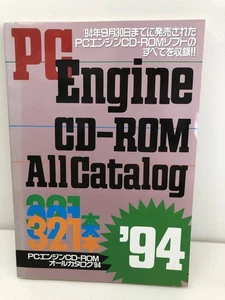 '94年9月30日までに発売された
PCエンジンCD-ROMソフトの
すべてを収録!!
PC
Engine
CD-ROM
All Catalog
321本
'94
PCエンジンCD-ROM
オールカタログ'94